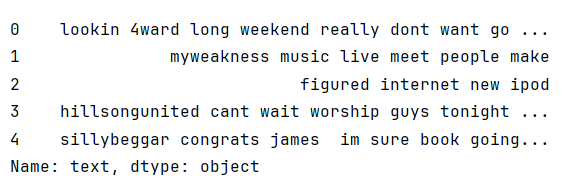 0    lookin 4ward long weekend really dont want go ...
1               myweakness music live meet people make
2                            figured internet new ipod
3    hillsongunited cant wait worship guys tonight ...
4    sillybeggar congrats james  im sure book going...
Name: text, dtype: object